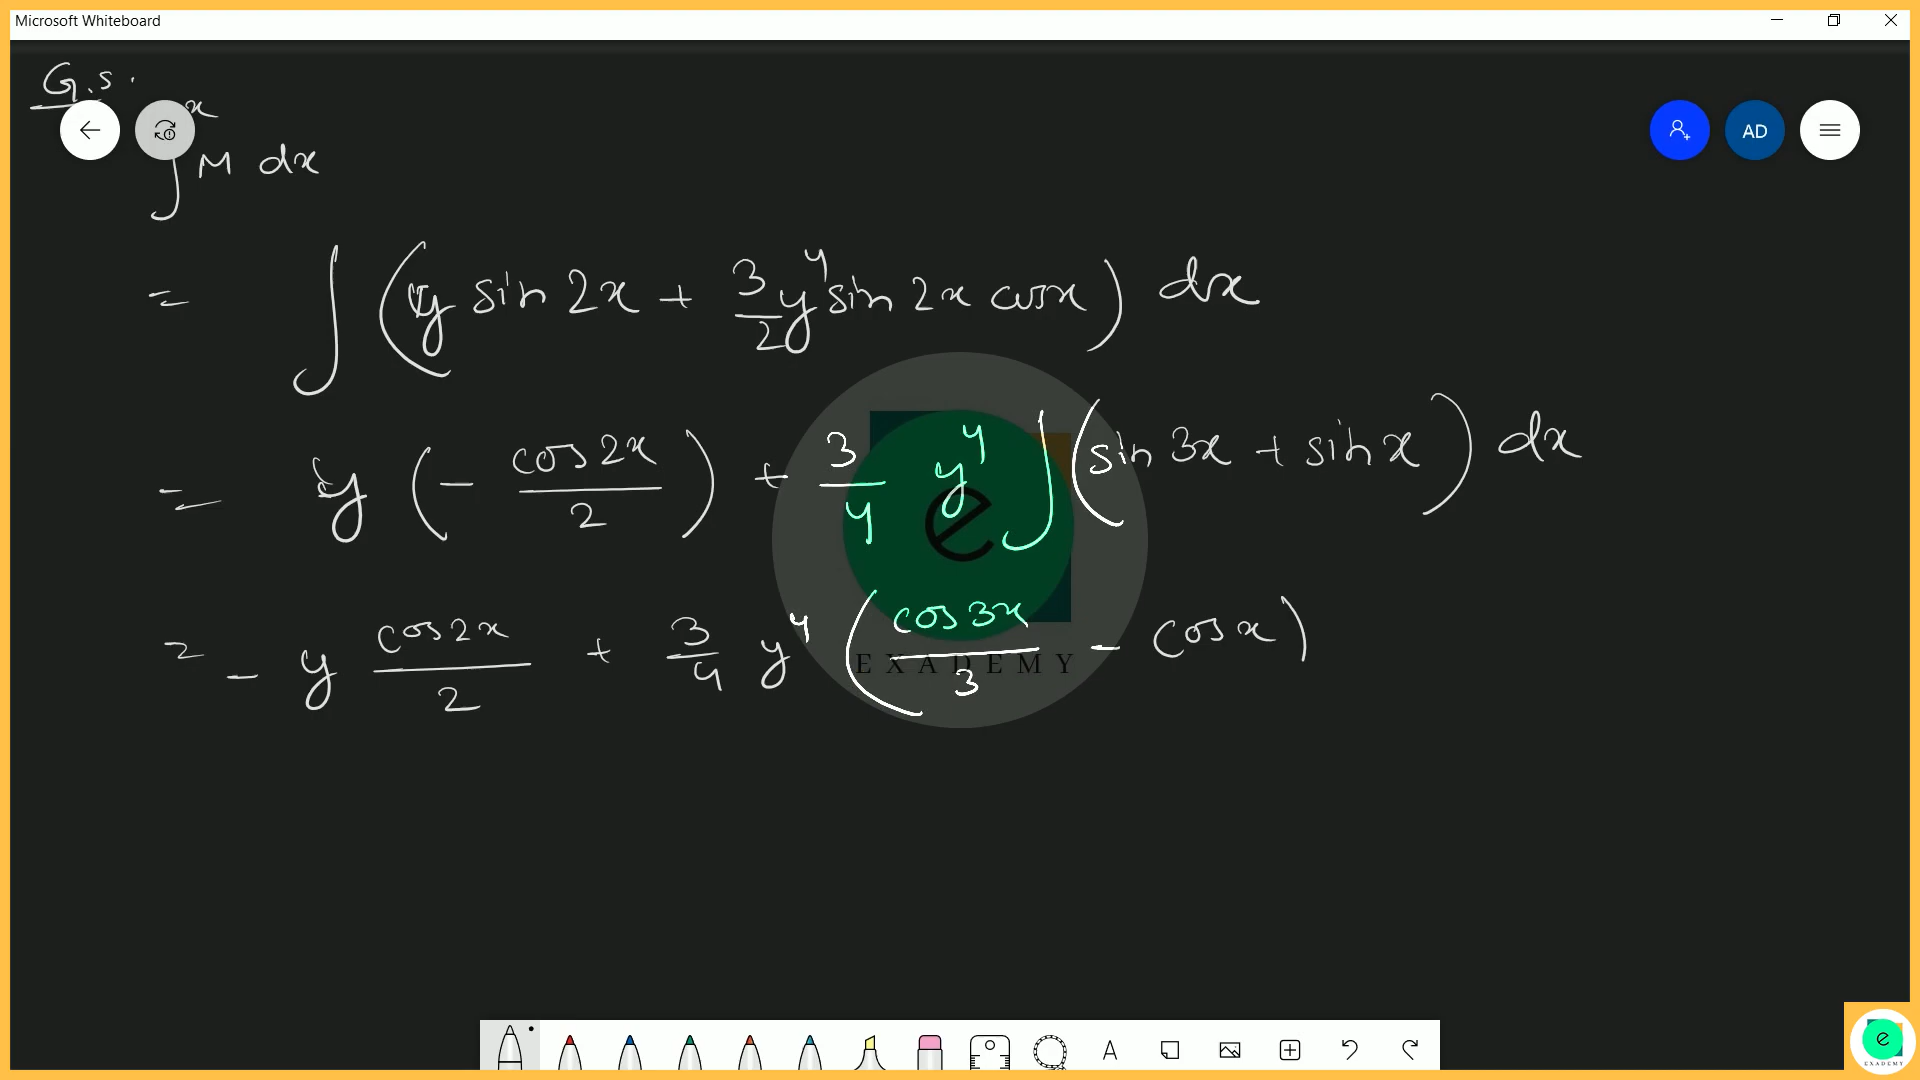 Microsoft Whiteboard
G.S.
∫ˣ M dx
AD
= ∫ (y sin 2x + 3/2 y⁴ sin 2x cos x) dx
= y (- cos 2x / 2) + 3/4 y⁴ ∫ (sin 3x + sin x) dx
= - y cos 2x / 2 + 3/4 y⁴ (cos 3x / 3 - cos x)
e
EXADEMY
A
e
EXADEMY